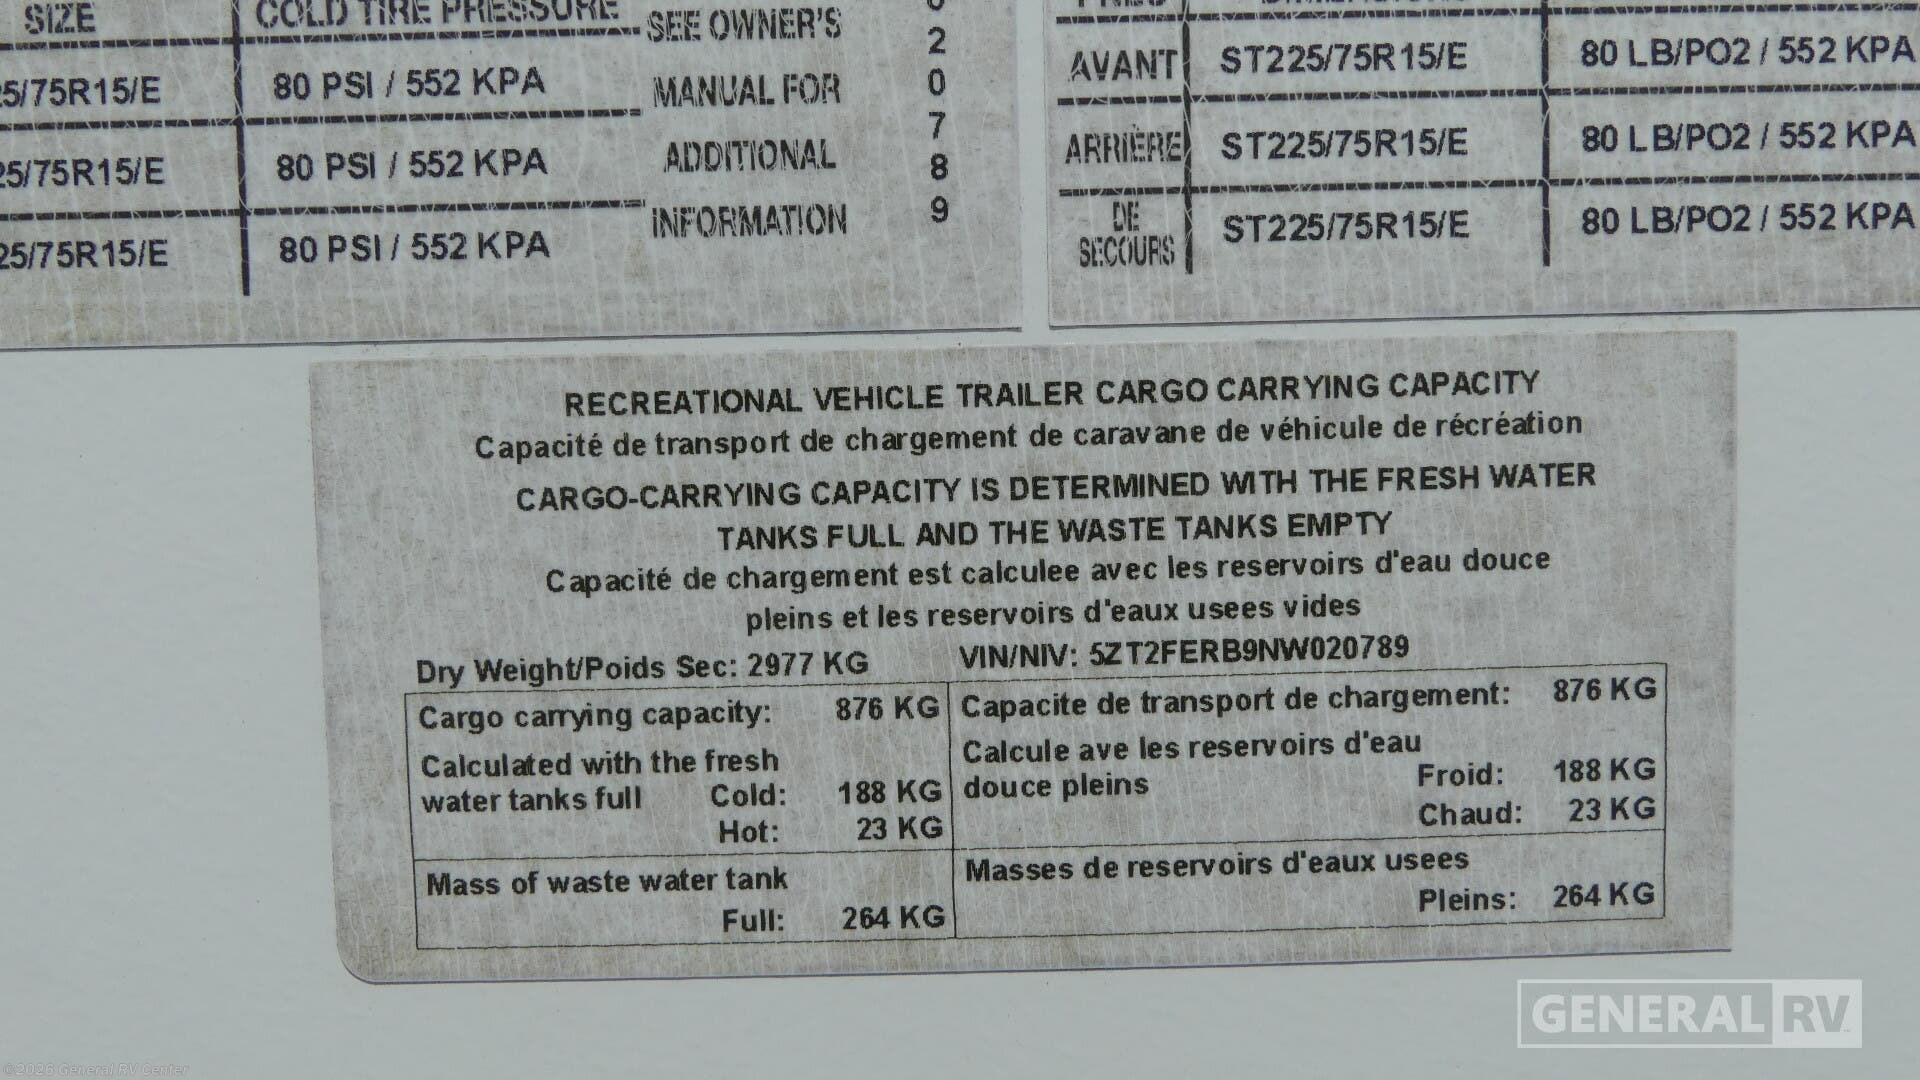 SIZE COLD TIRE PRESSURE
25/75R15/E 80 PSI / 552 KPA
25/75R15/E 80 PSI / 552 KPA
25/75R15/E 80 PSI / 552 KPA
SEE OWNER'S
MANUAL FOR
ADDITIONAL
INFORMATION
2
0
7
8
9
AVANT ST225/75R15/E 80 LB/PO2 / 552 KPA
ARRIÈRE ST225/75R15/E 80 LB/PO2 / 552 KPA
DE
SECOURS ST225/75R15/E 80 LB/PO2 / 552 KPA
RECREATIONAL VEHICLE TRAILER CARGO CARRYING CAPACITY
Capacité de transport de chargement de caravane de véhicule de récréation
CARGO-CARRYING CAPACITY IS DETERMINED WITH THE FRESH WATER
TANKS FULL AND THE WASTE TANKS EMPTY
Capacité de chargement est calculee avec les reservoirs d'eau douce
pleins et les reservoirs d'eaux usees vides
Dry Weight/Poids Sec: 2977 KG VIN/NIV: 5ZT2FERB9NW020789
Cargo carrying capacity: 876 KG
Calculated with the fresh
water tanks full Cold: 188 KG
Hot: 23 KG
Mass of waste water tank
Full: 264 KG
Capacite de transport de chargement: 876 KG
Calcule ave les reservoirs d'eau
douce pleins Froid: 188 KG
Chaud: 23 KG
Masses de reservoirs d'eaux usees
Pleins: 264 KG
GENERAL RV
©2026 General RV Center